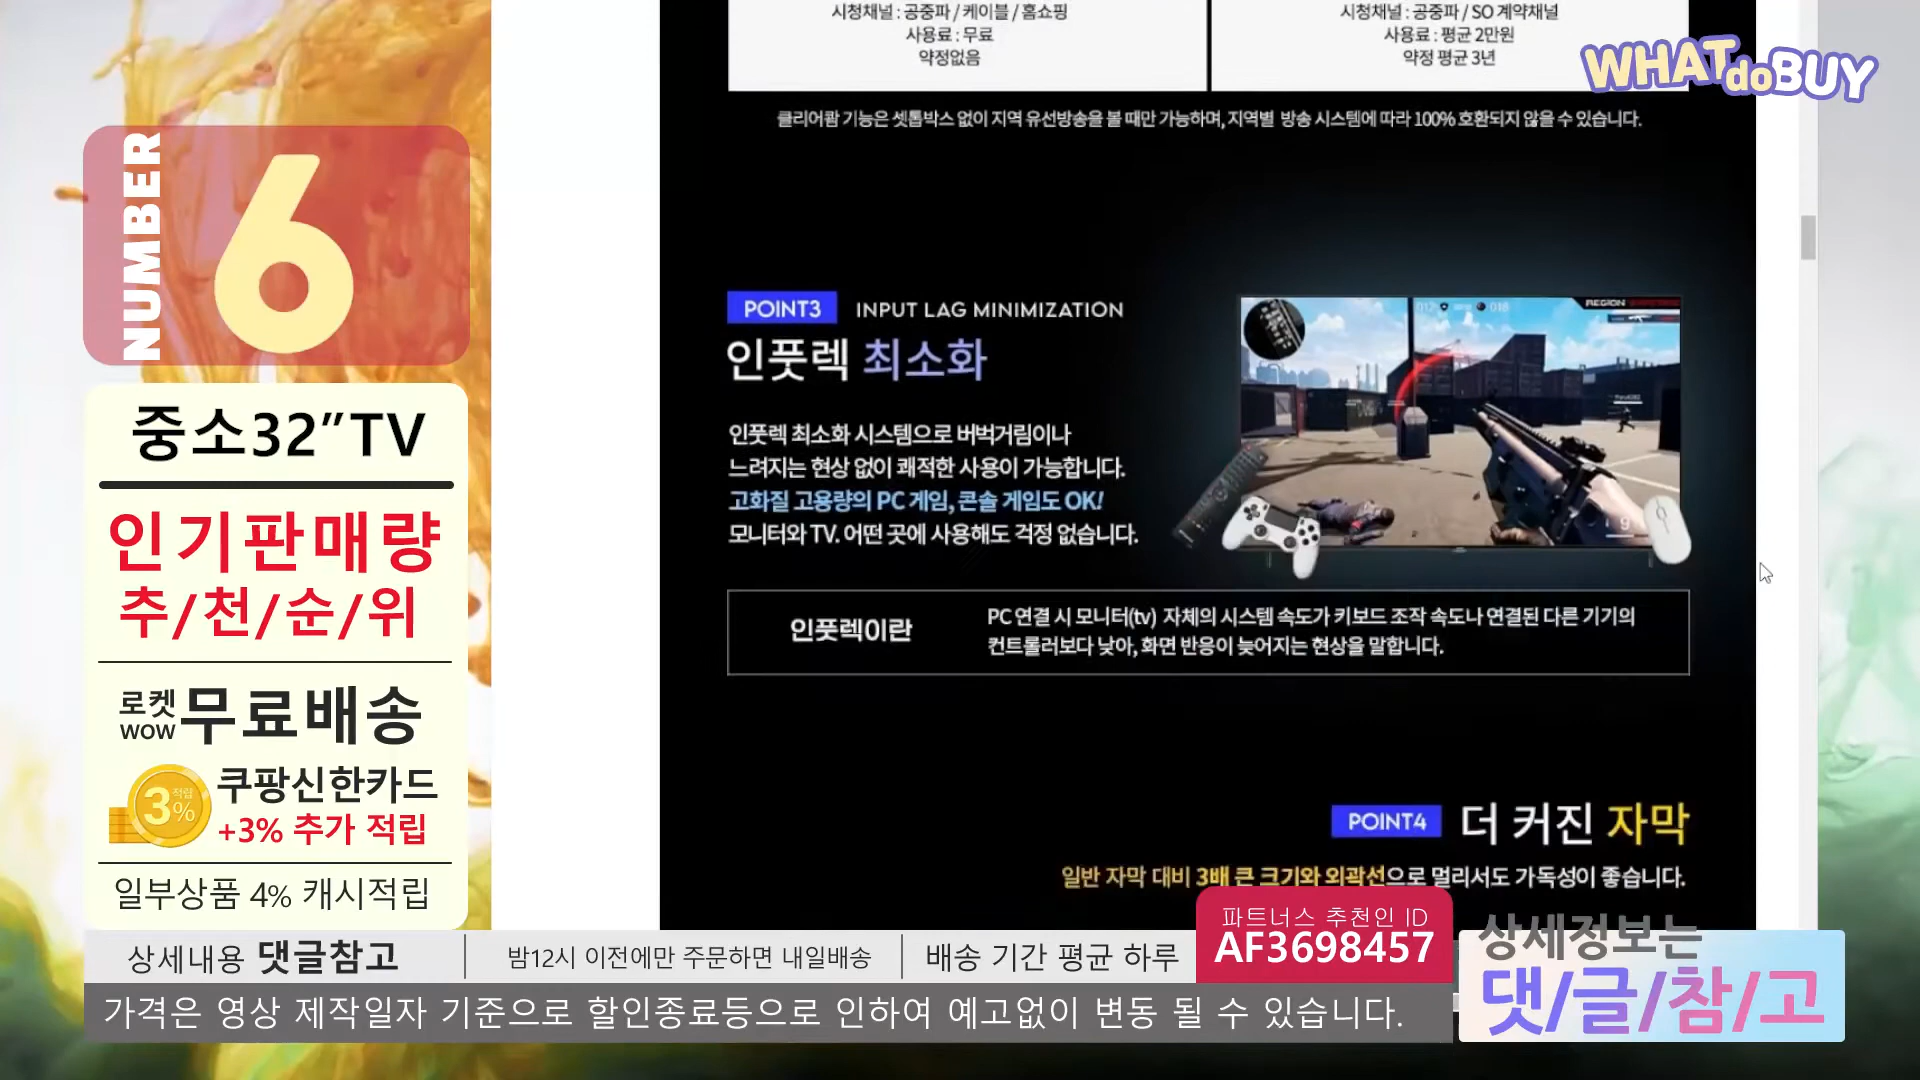 시청채널 : 공중파 / 케이블 / 홈쇼핑
사용료 : 무료
약정없음
시청채널 : 공중파 / SO 계약채널
사용료 : 평균 2만원
약정 평균 3년
WHAT do BUY
클리어쾀 기능은 셋톱박스 없이 지역 유선방송을 볼 때만 가능하며, 지역별 방송 시스템에 따라 100% 호환되지 않을 수 있습니다.
NUMBER
6
중소32″TV
인기판매량
추/천/순/위
로켓
WOW
무료배송
3%
적립
쿠팡신한카드
+3% 추가 적립
일부상품 4% 캐시적립
POINT3
INPUT LAG MINIMIZATION
인풋렉 최소화
인풋렉 최소화 시스템으로 버벅거림이나
느려지는 현상 없이 쾌적한 사용이 가능합니다.
고화질 고용량의 PC 게임, 콘솔 게임도 OK!
모니터와 TV. 어떤 곳에 사용해도 걱정 없습니다.
REGION
9
인풋렉이란
PC 연결 시 모니터(tv) 자체의 시스템 속도가 키보드 조작 속도나 연결된 다른 기기의
컨트롤러보다 낮아, 화면 반응이 늦어지는 현상을 말합니다.
POINT4
더 커진 자막
일반 자막 대비 3배 큰 크기와 외곽선으로 멀리서도 가독성이 좋습니다.
상세내용 댓글참고
밤12시 이전에만 주문하면 내일배송
배송 기간 평균 하루
파트너스 추천인 ID
AF3698457
상세정보는
댓/글/참/고
가격은 영상 제작일자 기준으로 할인종료등으로 인하여 예고없이 변동 될 수 있습니다.